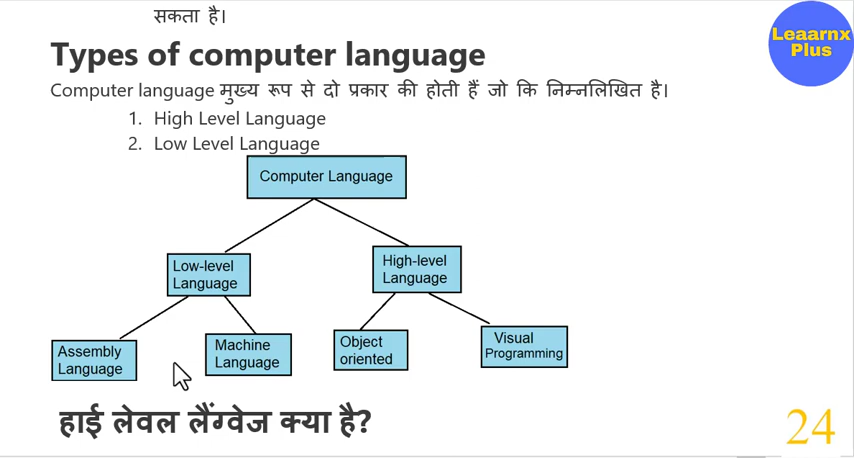 सकता है।
Leaarnx
Plus
Types of computer language
Computer language मुख्य रूप से दो प्रकार की होती हैं जो कि निम्नलिखित है।
1. High Level Language
2. Low Level Language
Computer Language
Low-level
Language
High-level
Language
Assembly
Language
Machine
Language
Object
oriented
Visual
Programming
हाई लेवल लैंग्वेज क्या है?
24